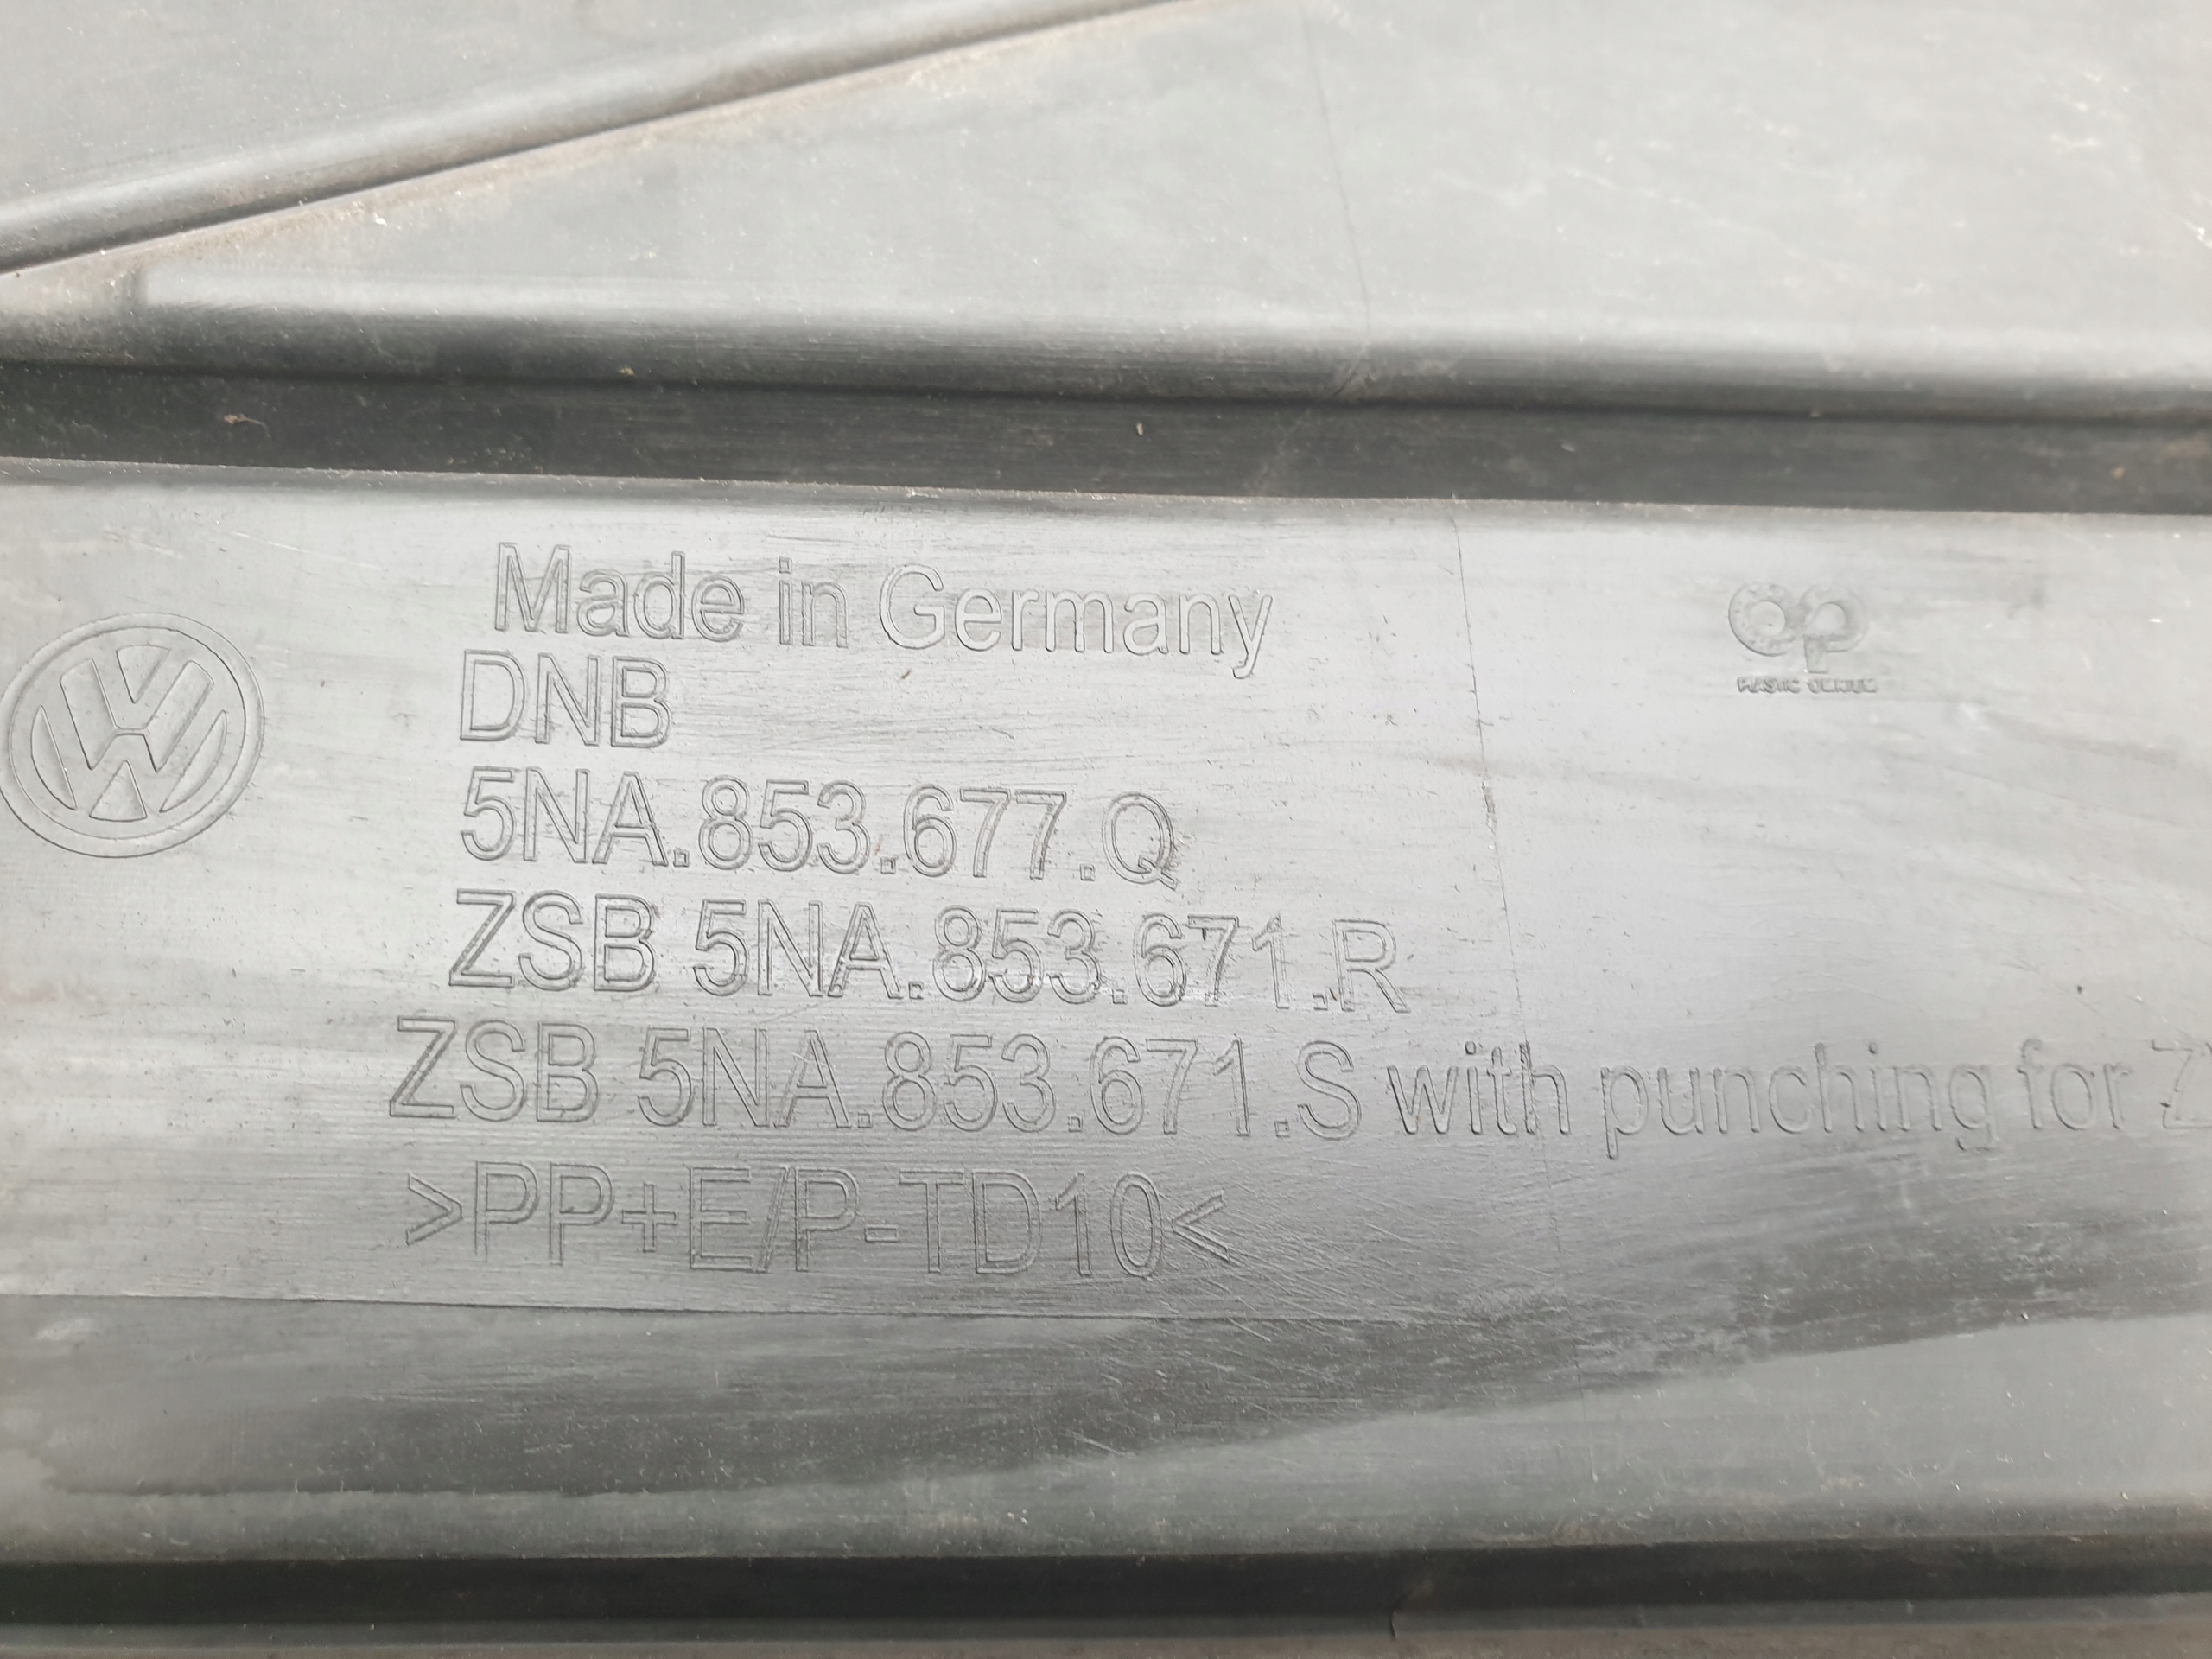 Made in Germany
DNB
5NA.853.677.Q
ZSB 5NA.853.671.R
ZSB 5NA.853.671.S with punching for
>PP+E/P-TD10<
PLASTIC